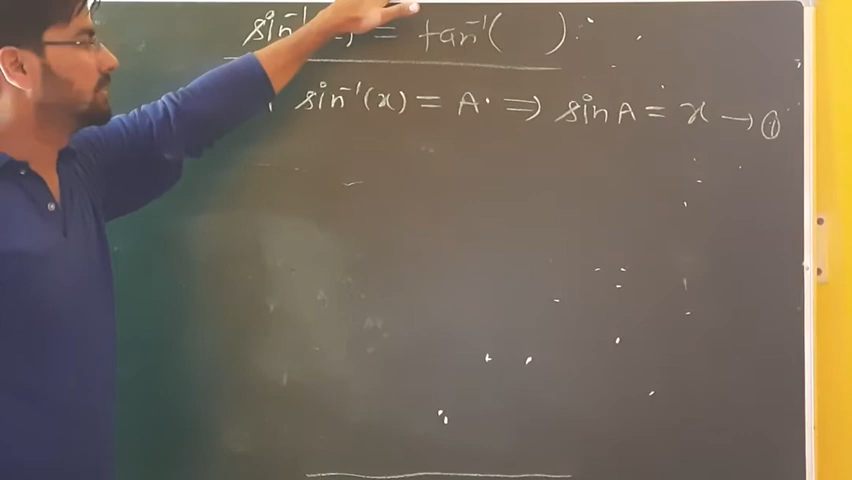 sin⁻¹ ) = tan⁻¹( )
sin⁻¹(x) = A. ⇒ sin A = x → ①